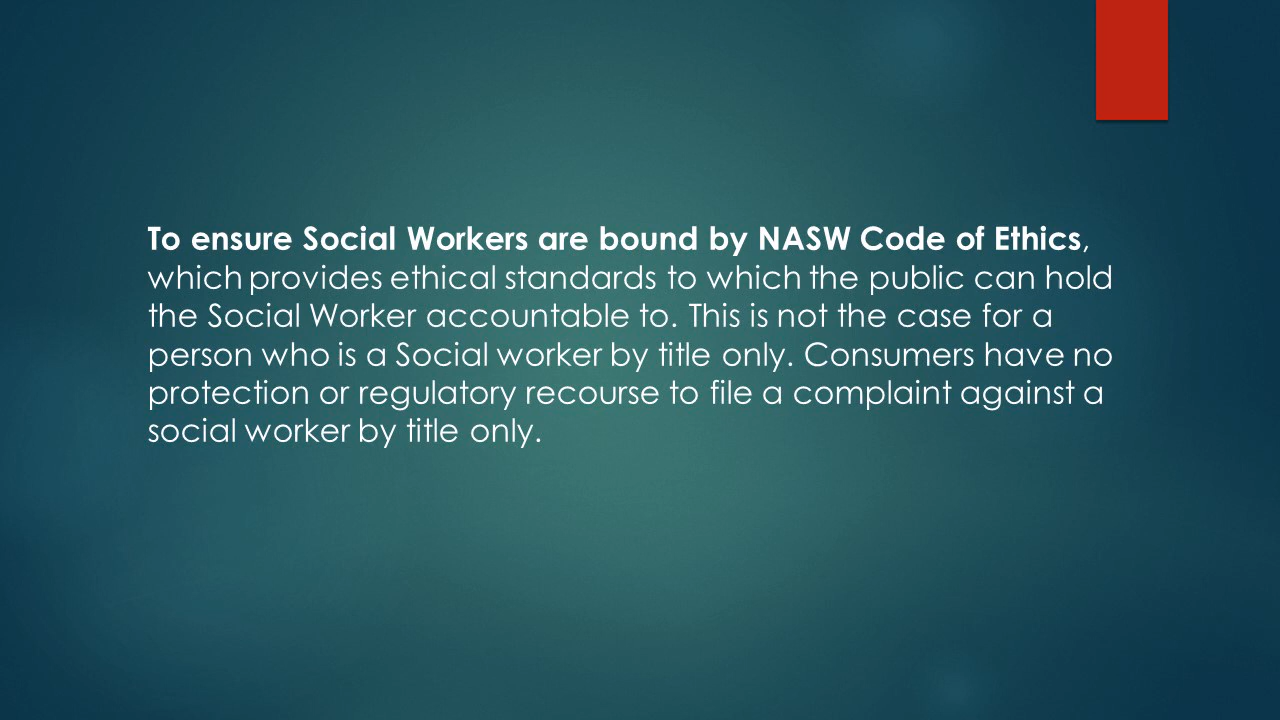 To ensure Social Workers are bound by NASW Code of Ethics,
which provides ethical standards to which the public can hold
the Social Worker accountable to. This is not the case for a
person who is a Social worker by title only. Consumers have no
protection or regulatory recourse to file a complaint against a
social worker by title only.